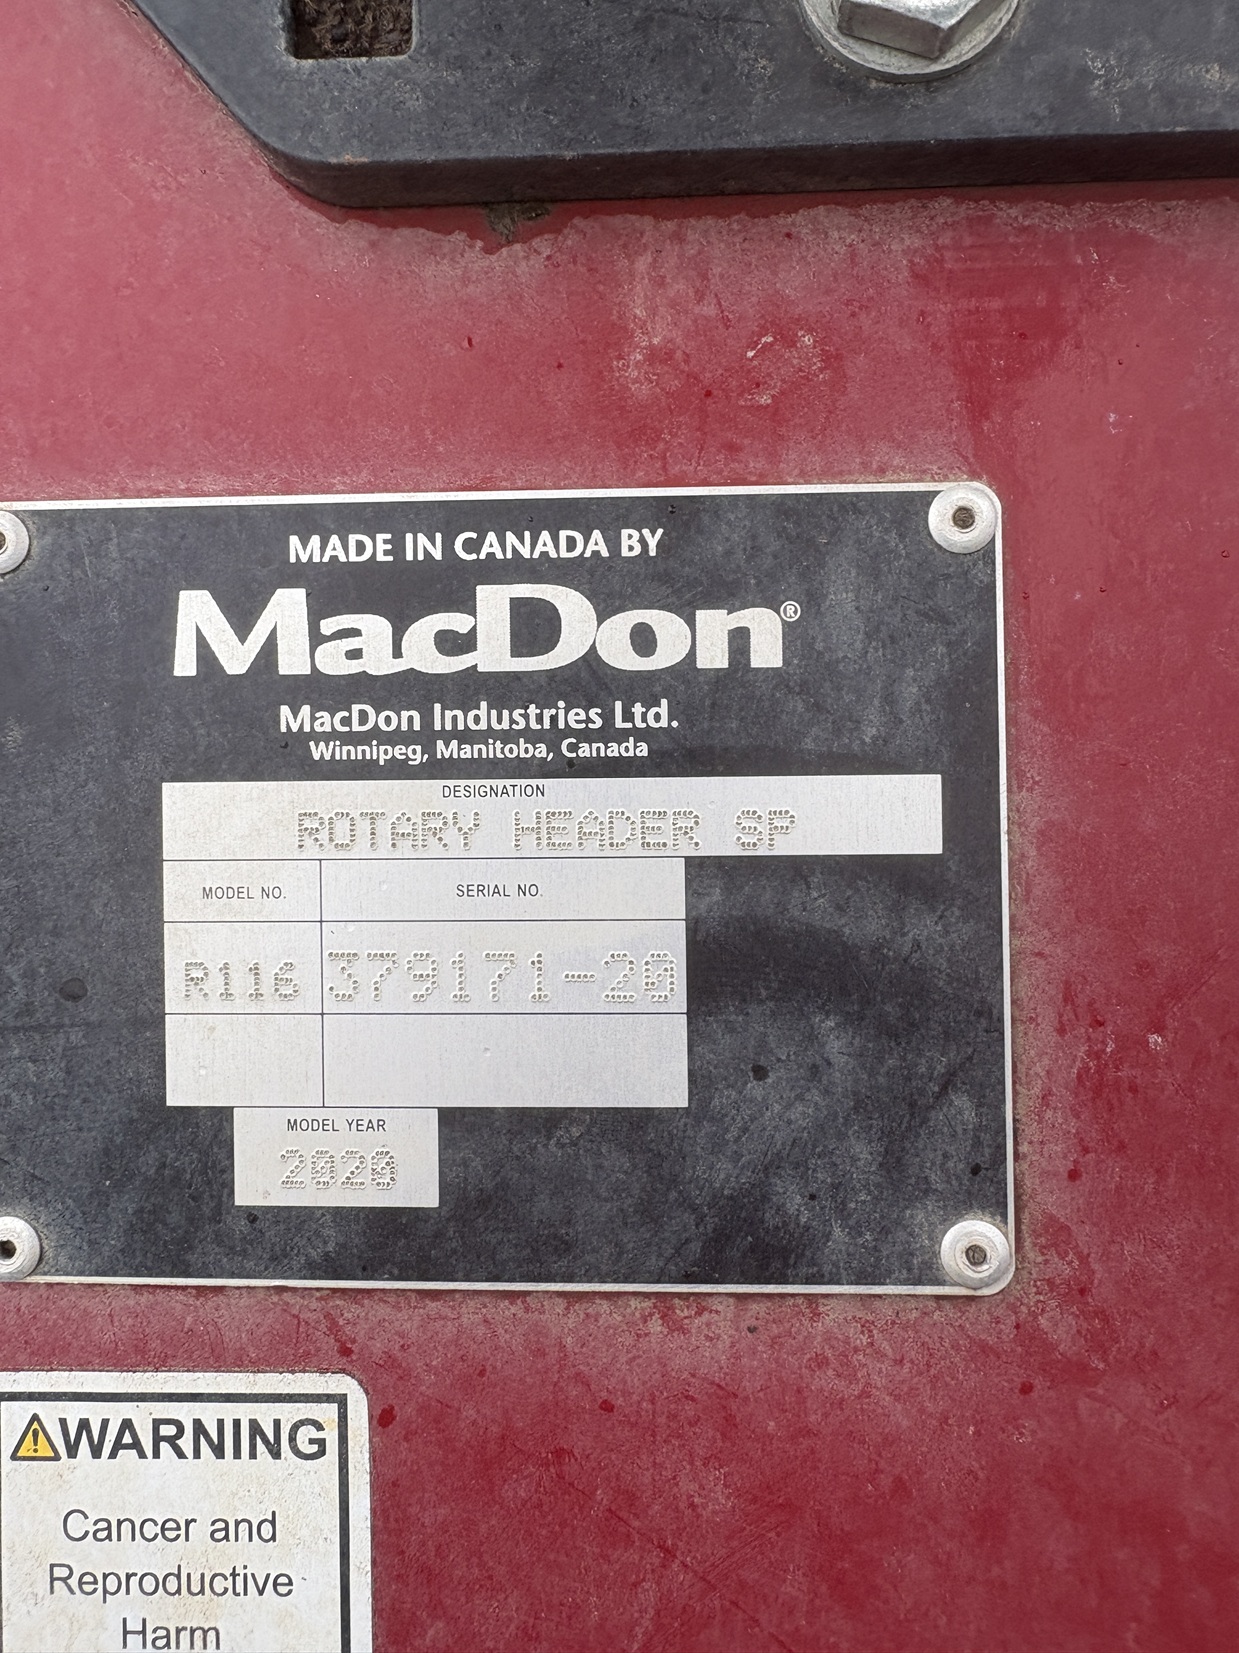 MADE IN CANADA BY
MacDon®
MacDon Industries Ltd.
Winnipeg, Manitoba, Canada
DESIGNATION
ROTARY HEADER SP
MODEL NO. SERIAL NO.
R116 379171-20
MODEL YEAR
2020
⚠WARNING
Cancer and
Reproductive
Harm